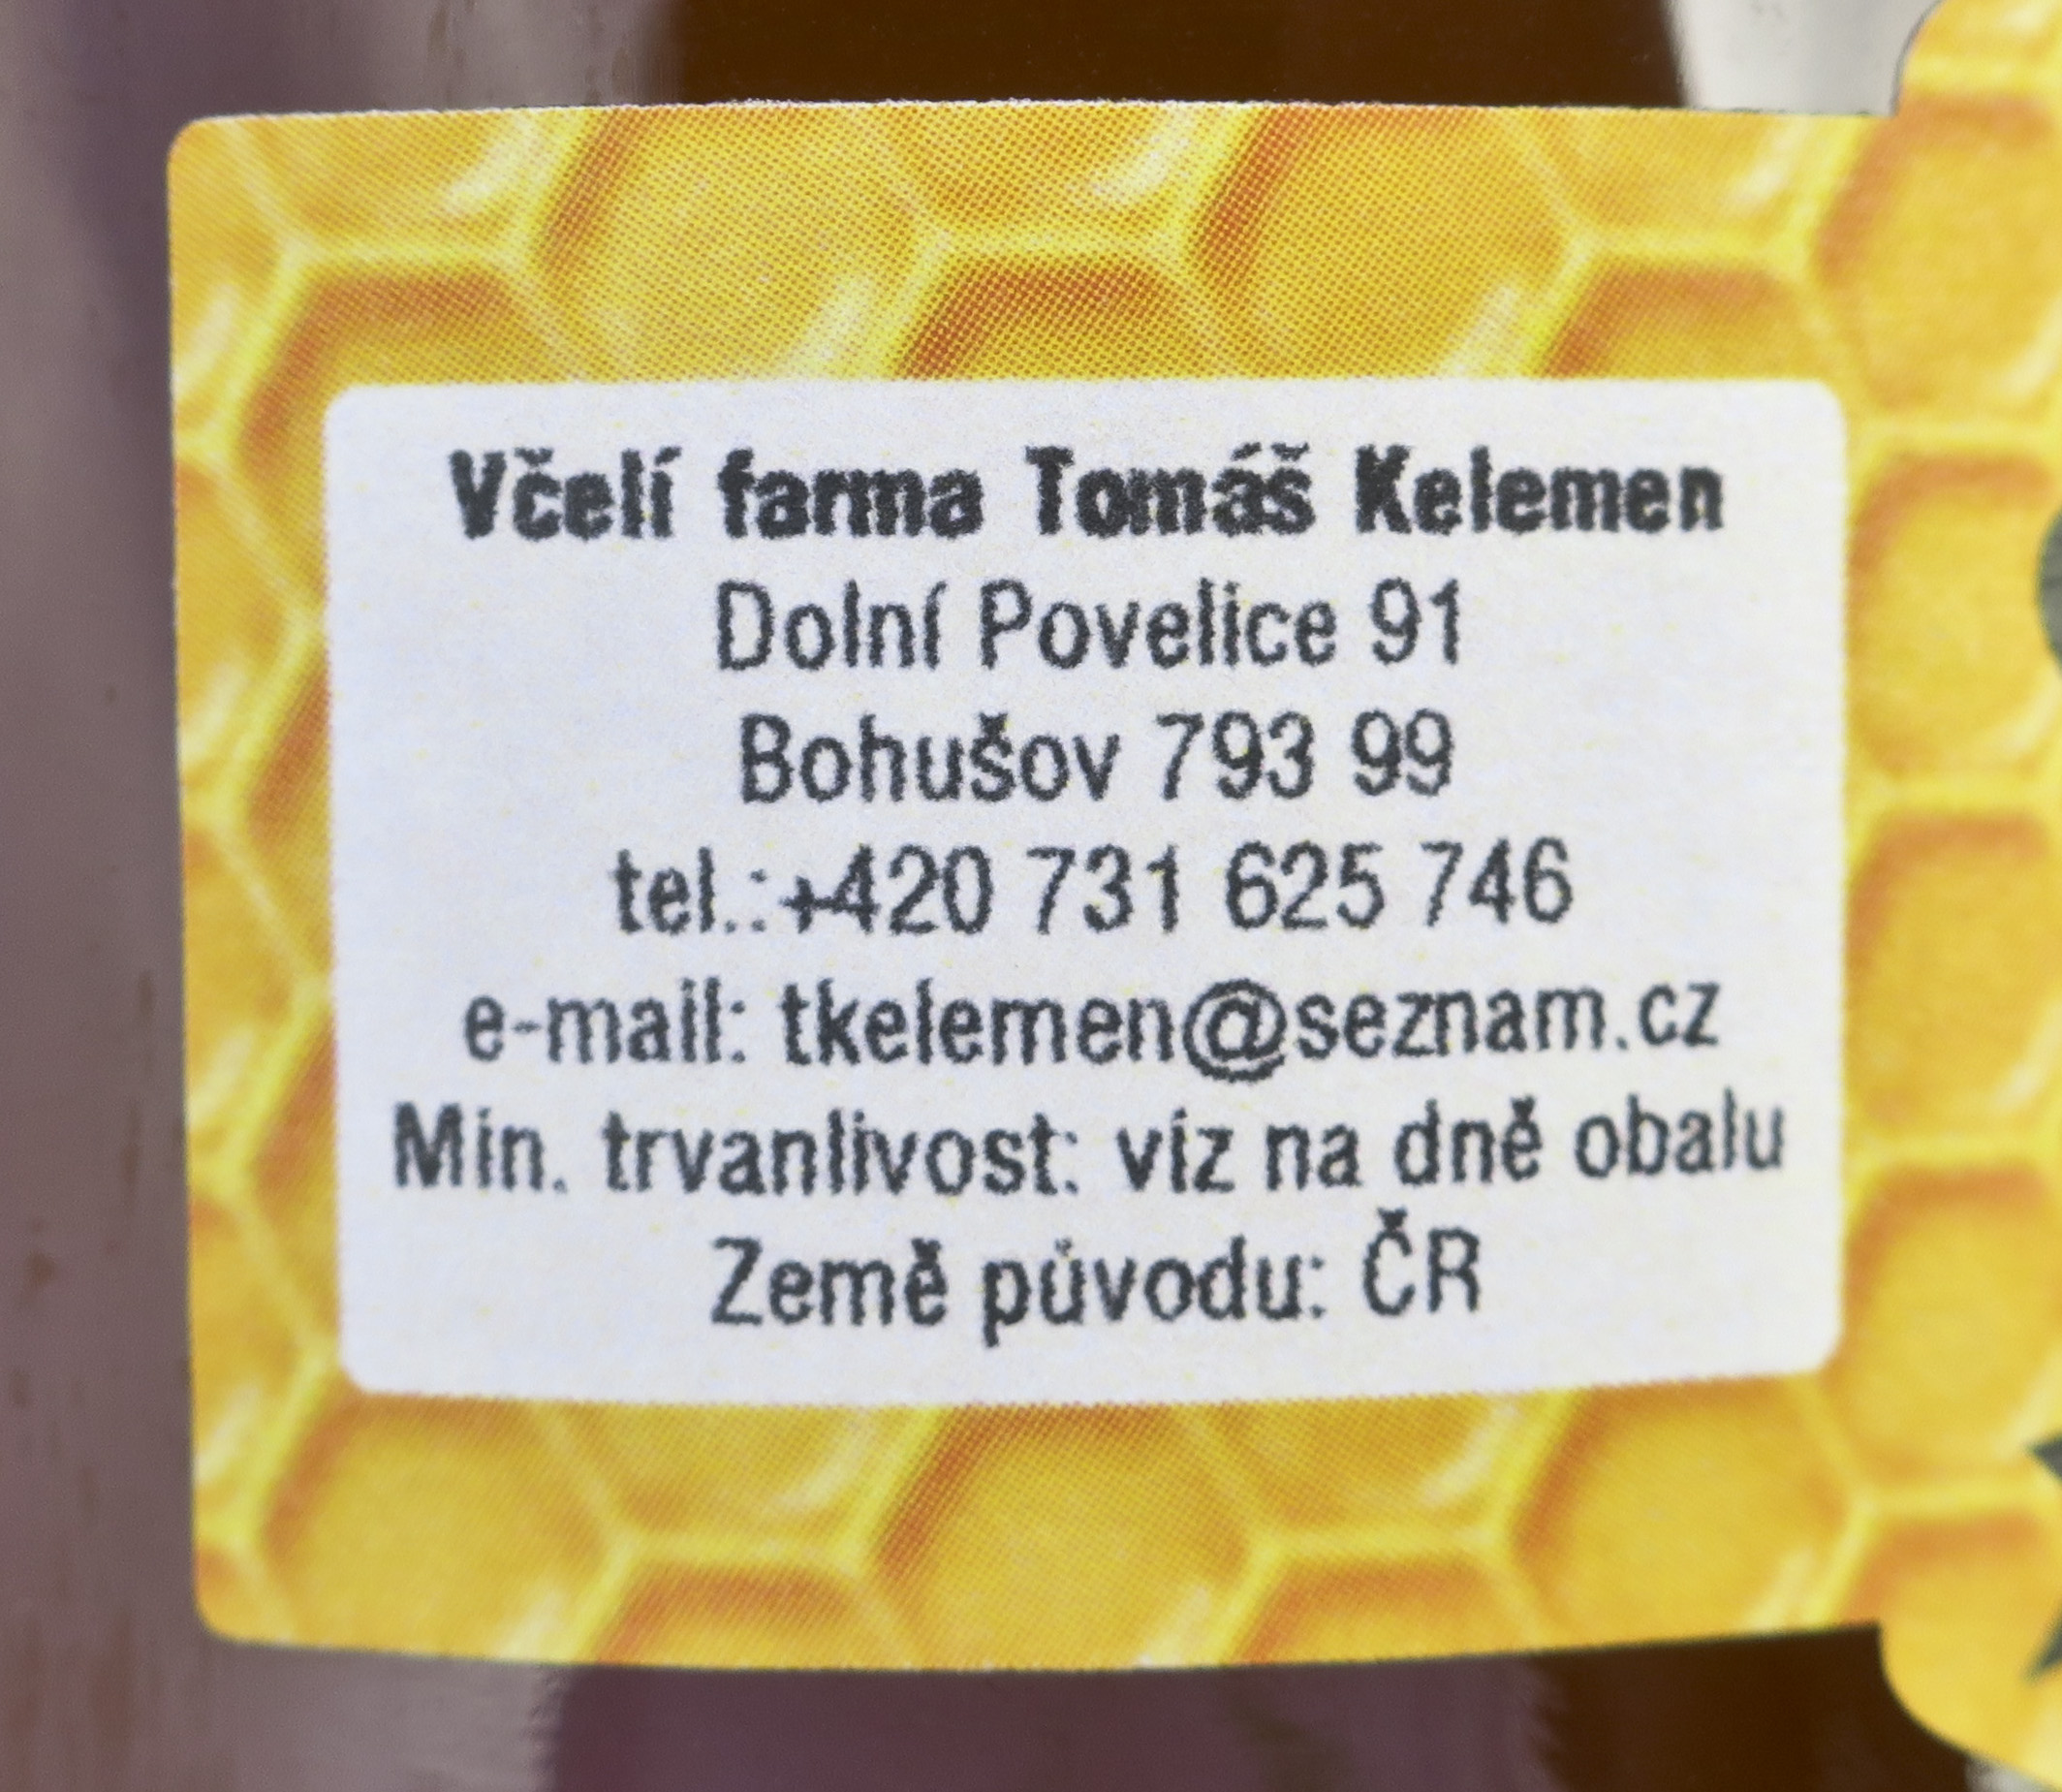 Včelí farma Tomáš Kelemen
Dolní Povelice 91
Bohušov 793 99
tel.:+420 731 625 746
e-mail: tkelemen@seznam.cz
Min. trvanlivost: viz na dně obalu
Země původu: ČR